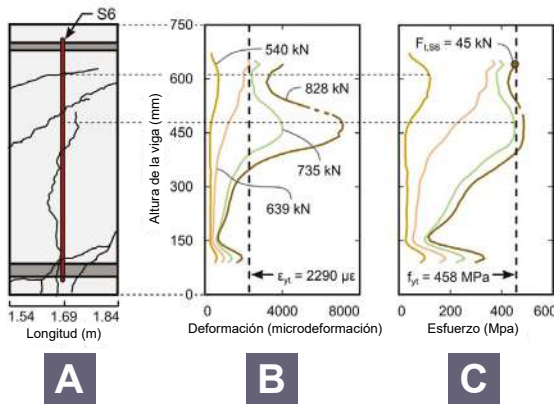 S6
Altura de la viga (mm)
750
600
450
300
150
0
1.54 1.69 1.84
Longitud (m)
A
540 kN
828 kN
735 kN
639 kN
εyt = 2290 με
0 4000 8000
Deformación (microdeformación)
B
Ft,S6 = 45 kN
fyt = 458 MPa
0 200 400 600
Esfuerzo (Mpa)
C